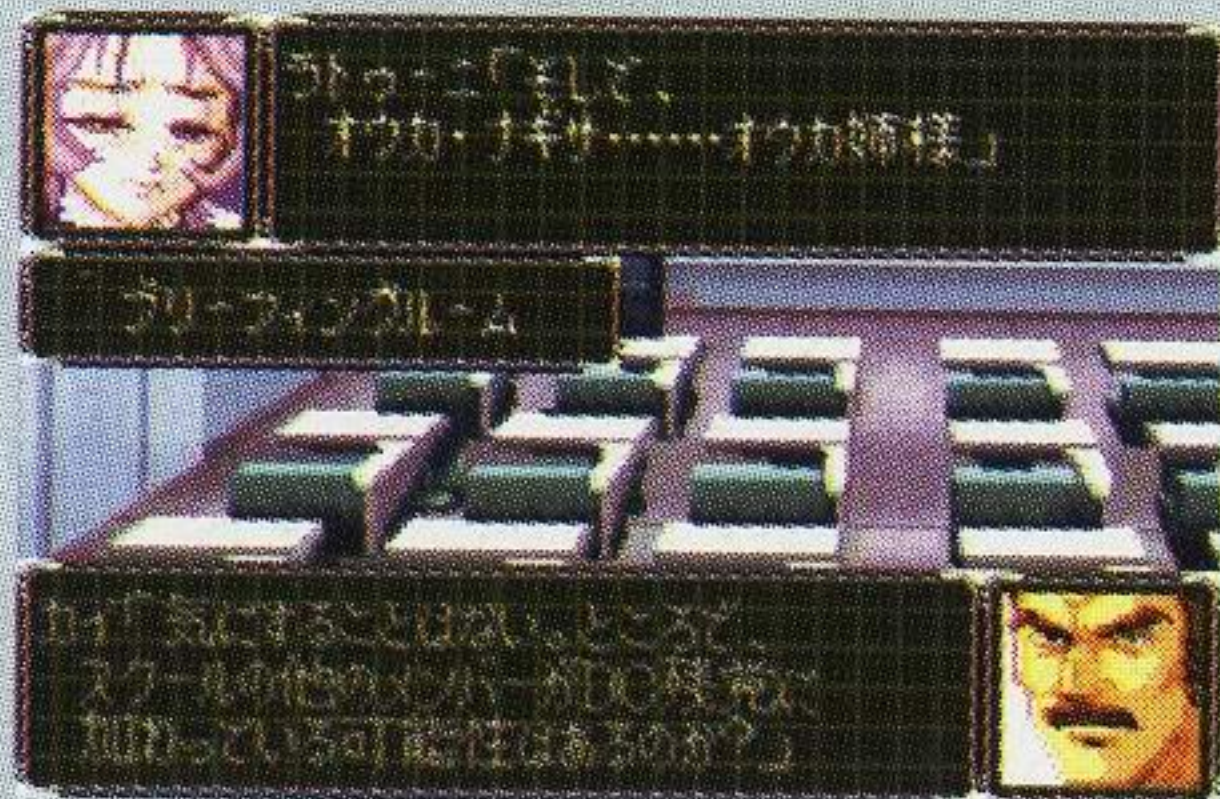 ラトゥーニ「そして、
オウカ・ナギサ……オウカ姉様」
ブリーフィングルーム
カイ「気にすることはない。ところで、
スクールの他のメンバーがDC残党に
加わっている可能性はあるのか?」